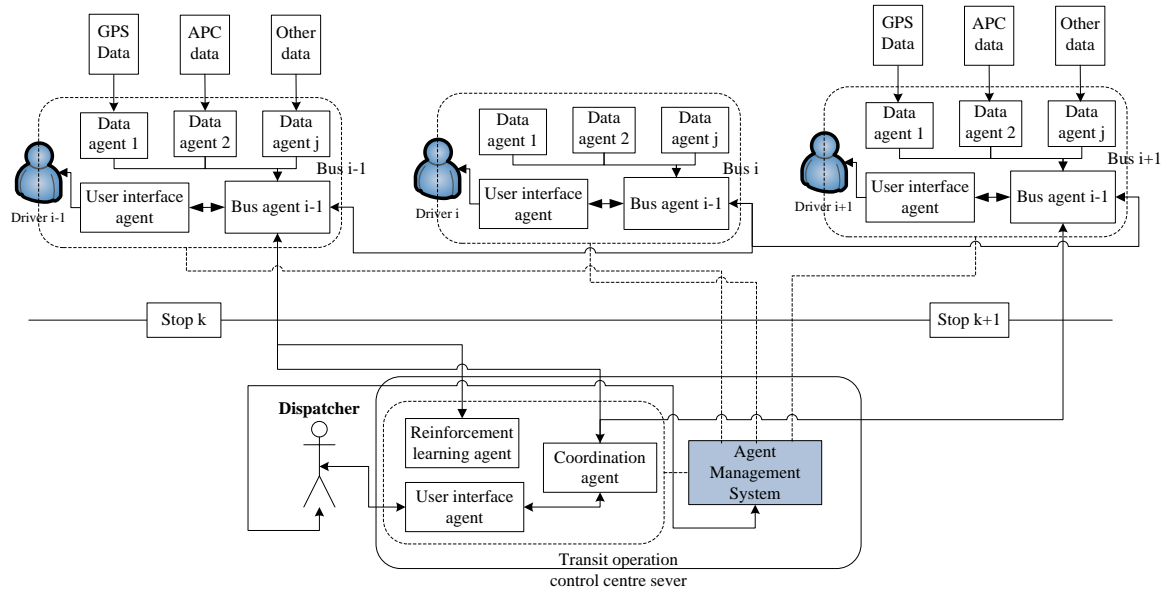 GPS
Data
APC
data
Other
data
GPS
Data
APC
data
Other
data
Data
agent 1
Data
agent 2
Data
agent j
Bus i-1
Driver i-1
User interface
agent
Bus agent i-1
Data
agent 1
Data
agent 2
Data
agent j
Bus i
Driver i
User interface
agent
Bus agent i-1
Data
agent 1
Data
agent 2
Data
agent j
Bus i+1
Driver i+1
User interface
agent
Bus agent i-1
Stop k
Stop k+1
Dispatcher
Reinforcement
learning agent
Coordination
agent
User interface
agent
Agent
Management
System
Transit operation
control centre sever